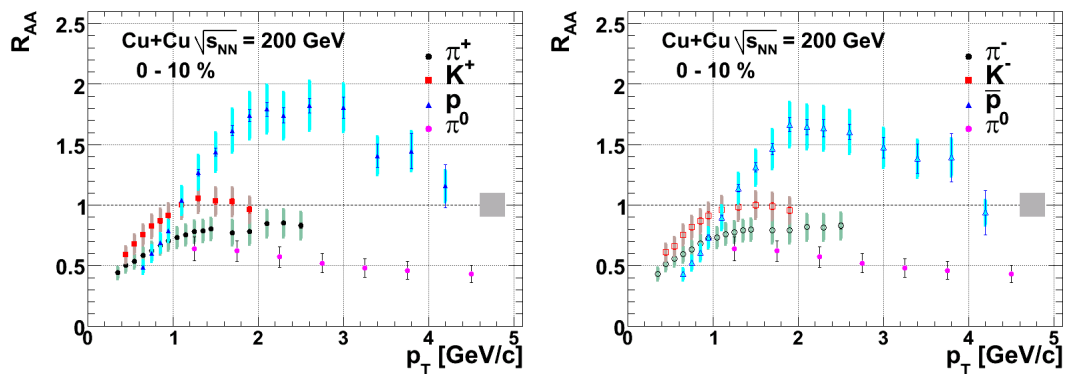 R_AA
2.5
2
1.5
1
0.5
0
Cu+Cu √s_NN = 200 GeV
0 - 10 %
π⁺
K⁺
p
π⁰
0 1 2 3 4 5
p_T [GeV/c]
R_AA
2.5
2
1.5
1
0.5
0
Cu+Cu √s_NN = 200 GeV
0 - 10 %
π⁻
K⁻
p̅
π⁰
0 1 2 3 4 5
p_T [GeV/c]